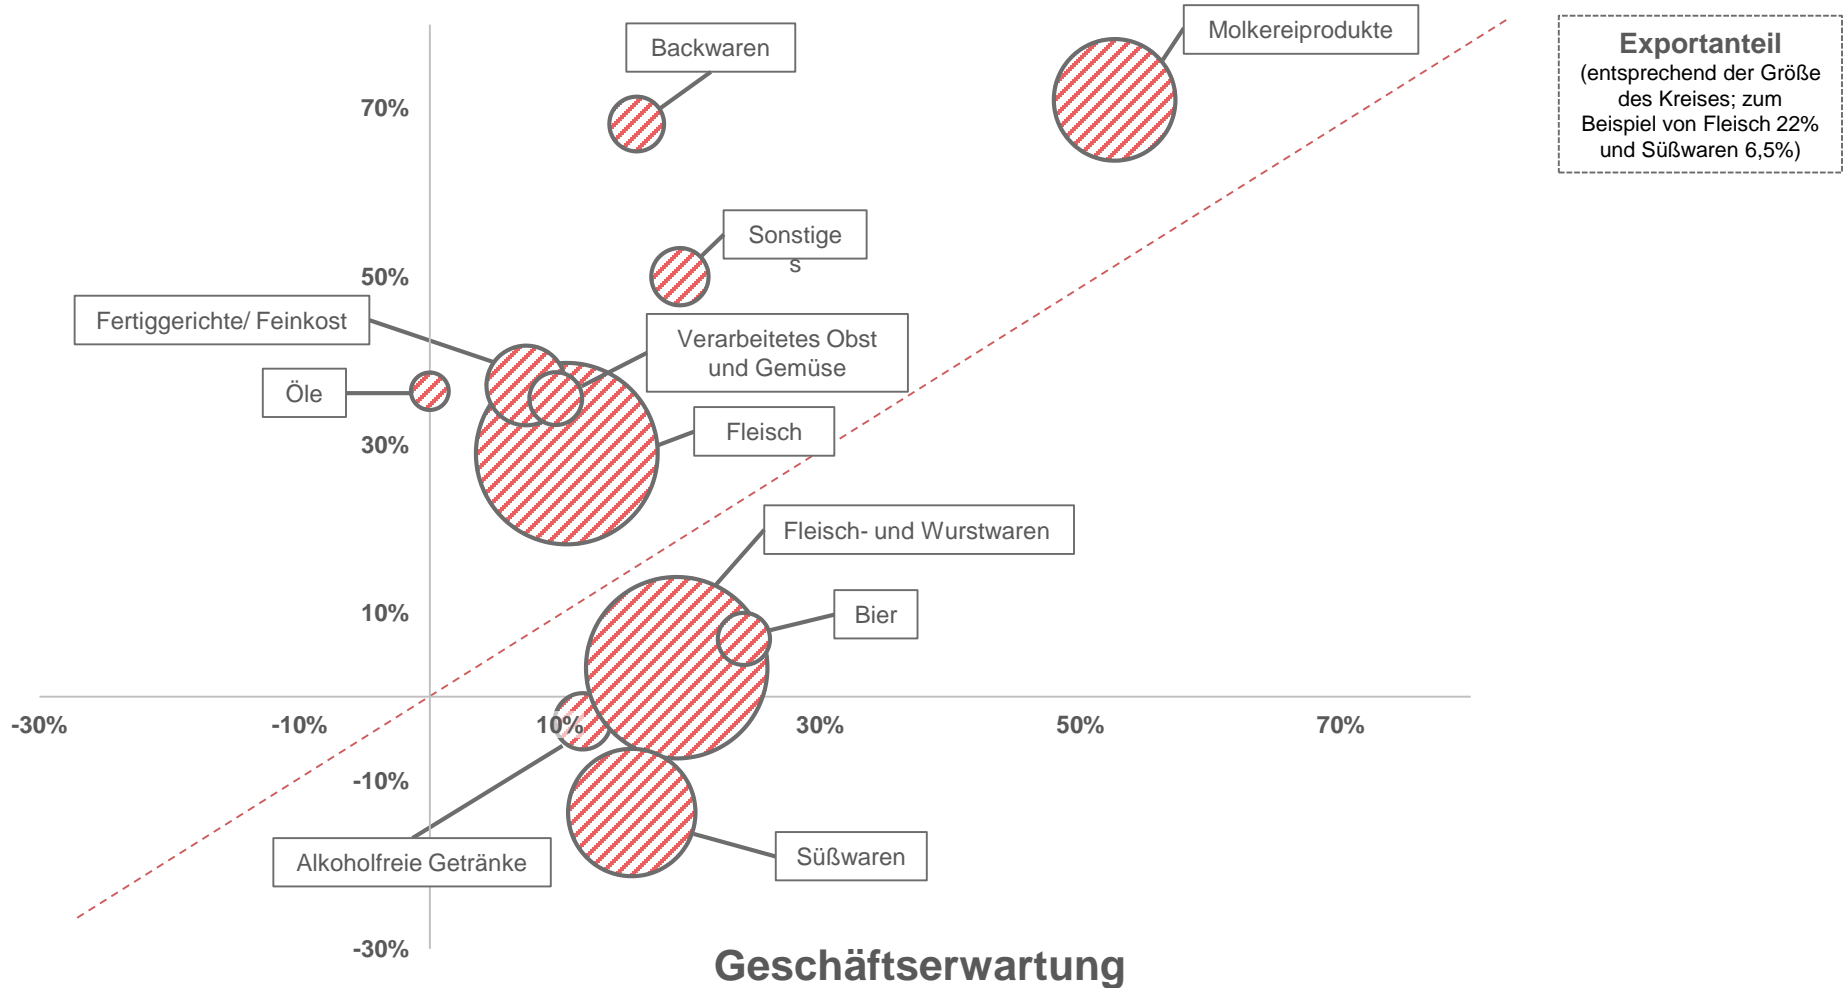 Molkereiprodukte
Exportanteil
(entsprechend der Größe
des Kreises; zum
Beispiel von Fleisch 22%
und Süßwaren 6,5%)
Backwaren
70%
Sonstige
s
50%
Fertiggerichte/ Feinkost
Verarbeitetes Obst
und Gemüse
Öle
Fleisch
30%
Fleisch- und Wurstwaren
Bier
10%
-30%
-10%
10%
30%
50%
70%
-10%
Alkoholfreie Getränke
Süßwaren
-30%
Geschäftserwartung